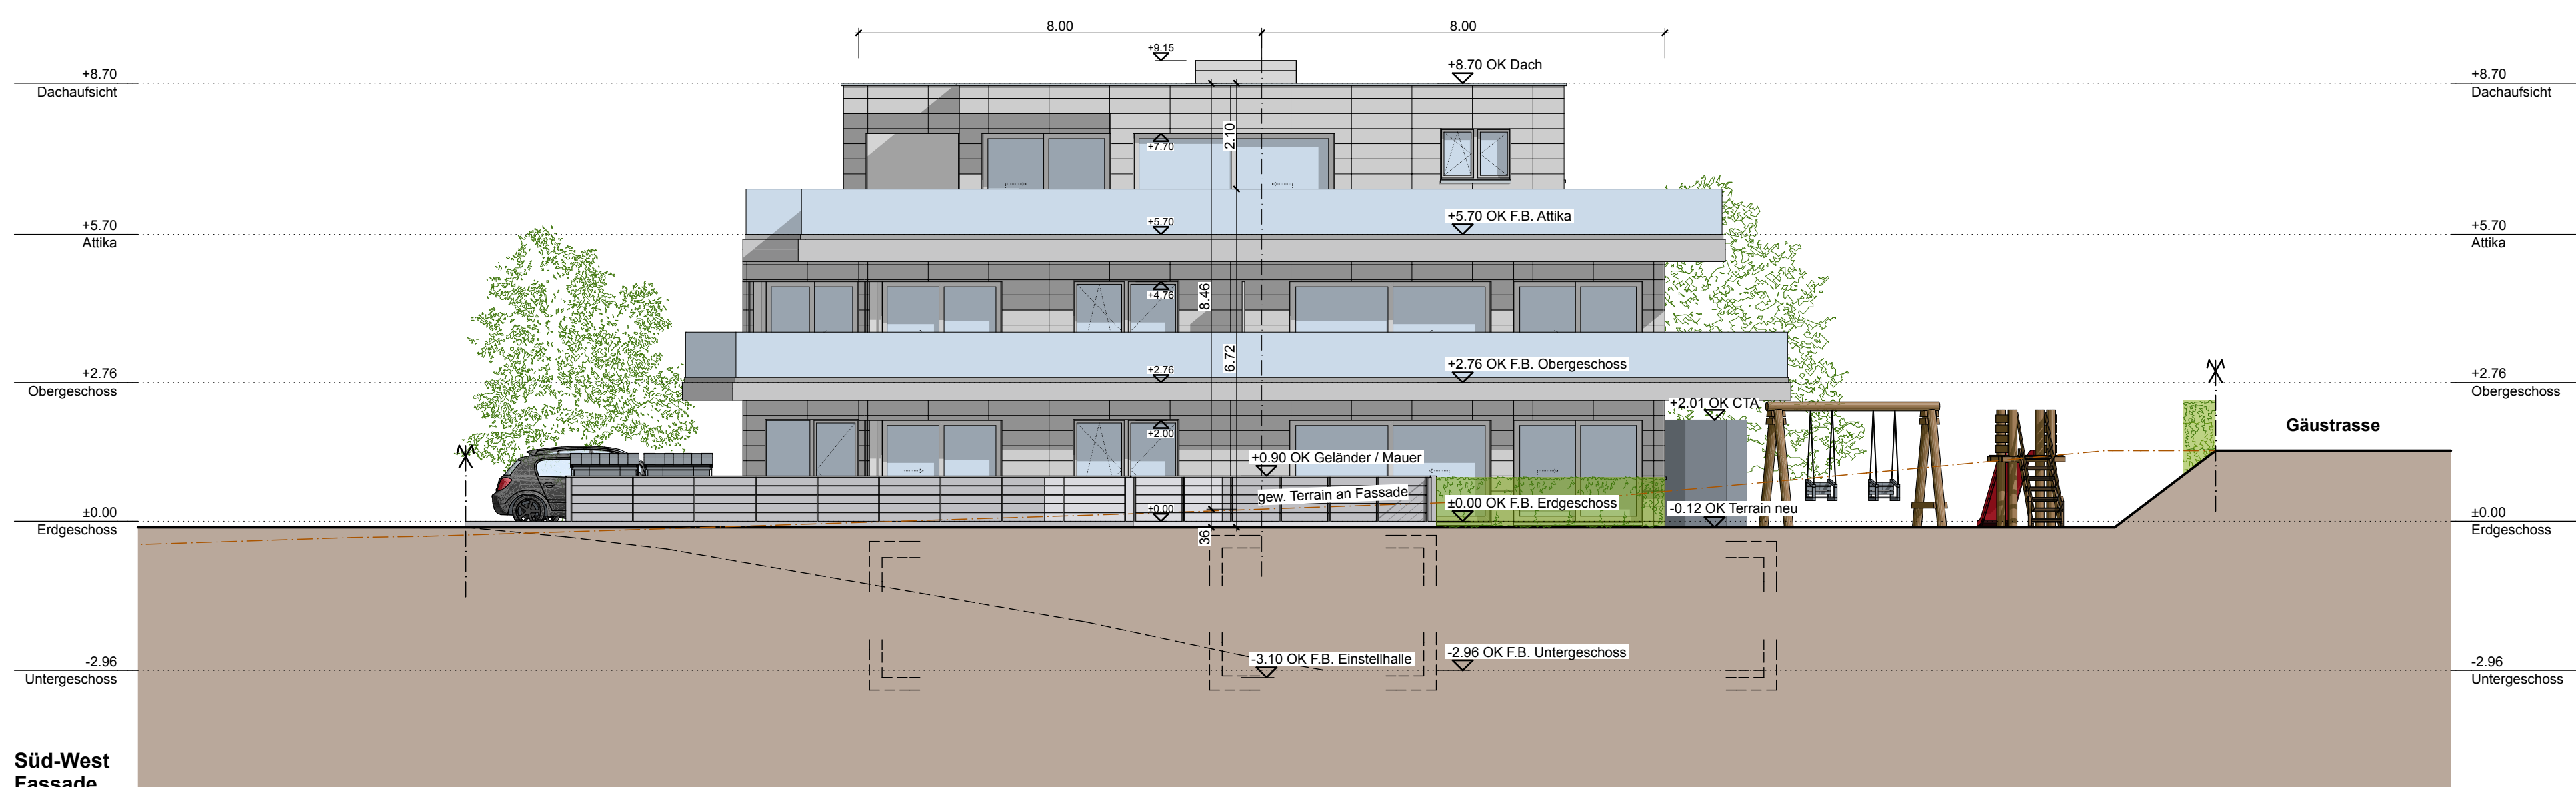 8.00
8.00
+9.15
+8.70
Dachaufsicht
+8.70 OK Dach
+8.70
Dachaufsicht
2.10
+7.70
+5.70
Attika
+5.70
+5.70 OK F.B. Attika
+5.70
Attika
8.46
+4.76
6.72
+2.76
Obergeschoss
+2.76
+2.76 OK F.B. Obergeschoss
+2.76
Obergeschoss
+2.01 OK CTA
+2.00
Gäustrasse
+0.90 OK Geländer / Mauer
gew. Terrain an Fassade
±0.00
Erdgeschoss
±0.00
±0.00 OK F.B. Erdgeschoss
-0.12 OK Terrain neu
±0.00
Erdgeschoss
36
-2.96
Untergeschoss
-3.10 OK F.B. Einstellhalle
-2.96 OK F.B. Untergeschoss
-2.96
Untergeschoss
Süd-West
Fassade